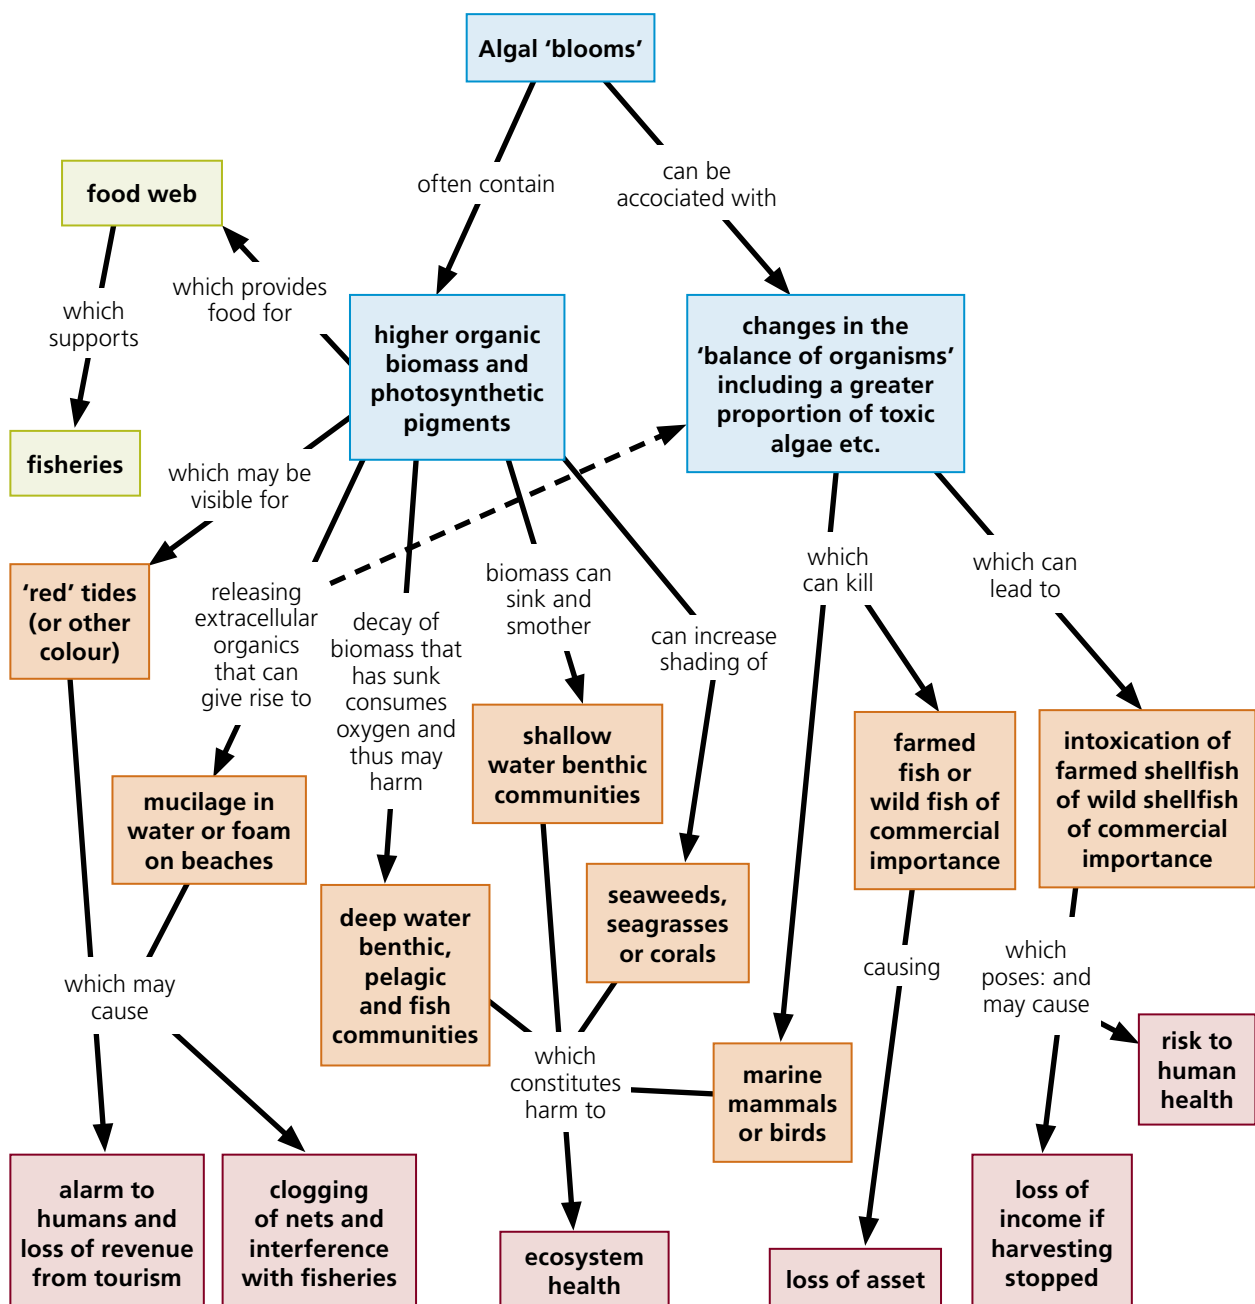 Algal ‘blooms’
often contain
can be
accociated with
food web
which provides
food for
which
supports
fisheries
higher organic
biomass and
photosynthetic
pigments
changes in the
‘balance of organisms’
including a greater
proportion of toxic
algae etc.
which may be
visible for
‘red’ tides
(or other
colour)
releasing
extracellular
organics
that can
give rise to
decay of
biomass that
has sunk
consumes
oxygen and
thus may
harm
biomass can
sink and
smother
can increase
shading of
which
can kill
which can
lead to
mucilage in
water or foam
on beaches
shallow
water benthic
communities
farmed
fish or
wild fish of
commercial
importance
intoxication of
farmed shellfish
of wild shellfish
of commercial
importance
deep water
benthic,
pelagic
and fish
communities
seaweeds,
seagrasses
or corals
which may
cause
causing
which
poses: and
may cause
which
constitutes
harm to
marine
mammals
or birds
risk to
human
health
alarm to
humans and
loss of revenue
from tourism
clogging
of nets and
interference
with fisheries
ecosystem
health
loss of asset
loss of
income if
harvesting
stopped